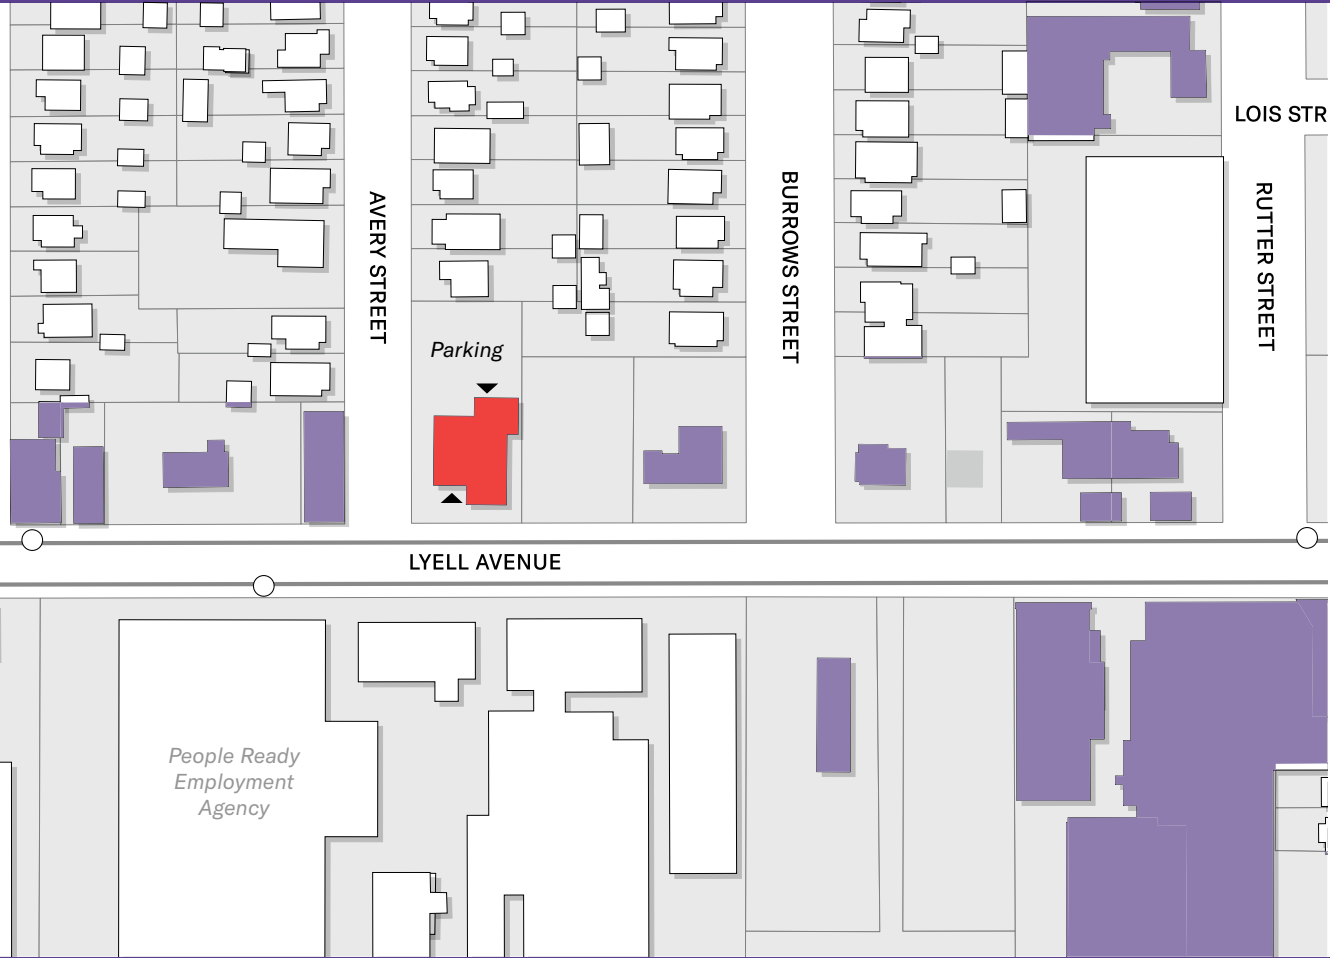 LOIS STR
AVERY STREET
BURROWS STREET
RUTTER STREET
Parking
LYELL AVENUE
People Ready
Employment
Agency